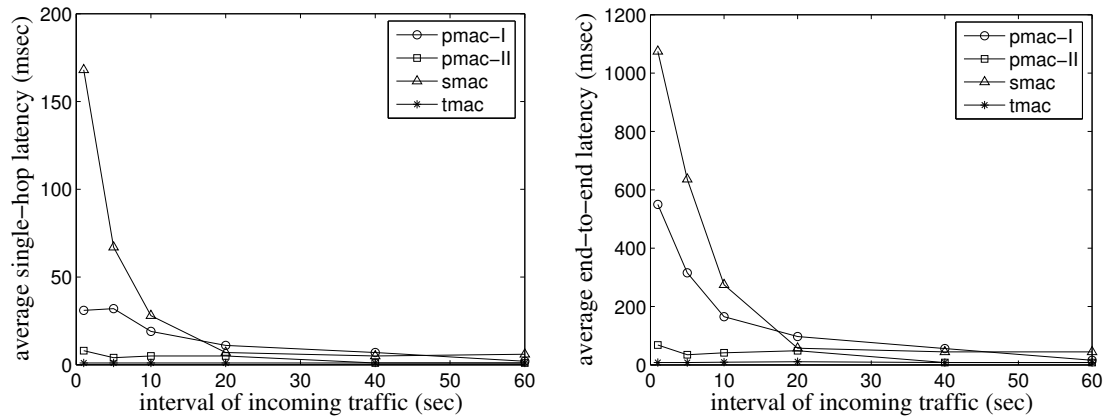 200
150
100
50
0
0 10 20 30 40 50 60
average single-hop latency (msec)
interval of incoming traffic (sec)
pmac-I
pmac-II
smac
tmac
1200
1000
800
600
400
200
0
0 10 20 30 40 50 60
average end-to-end latency (msec)
interval of incoming traffic (sec)
pmac-I
pmac-II
smac
tmac